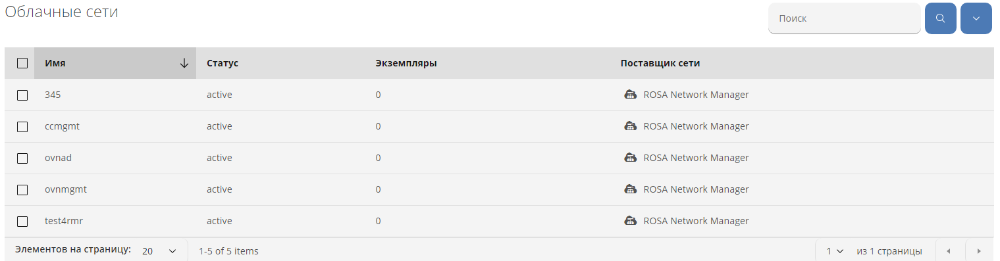 Облачные сети
Поиск
Имя Статус Экземпляры Поставщик сети
345 active 0 ROSA Network Manager
ccmgmt active 0 ROSA Network Manager
ovnad active 0 ROSA Network Manager
ovnmgmt active 0 ROSA Network Manager
test4rmr active 0 ROSA Network Manager
Элементов на страницу: 20 1-5 of 5 items 1 из 1 страницы